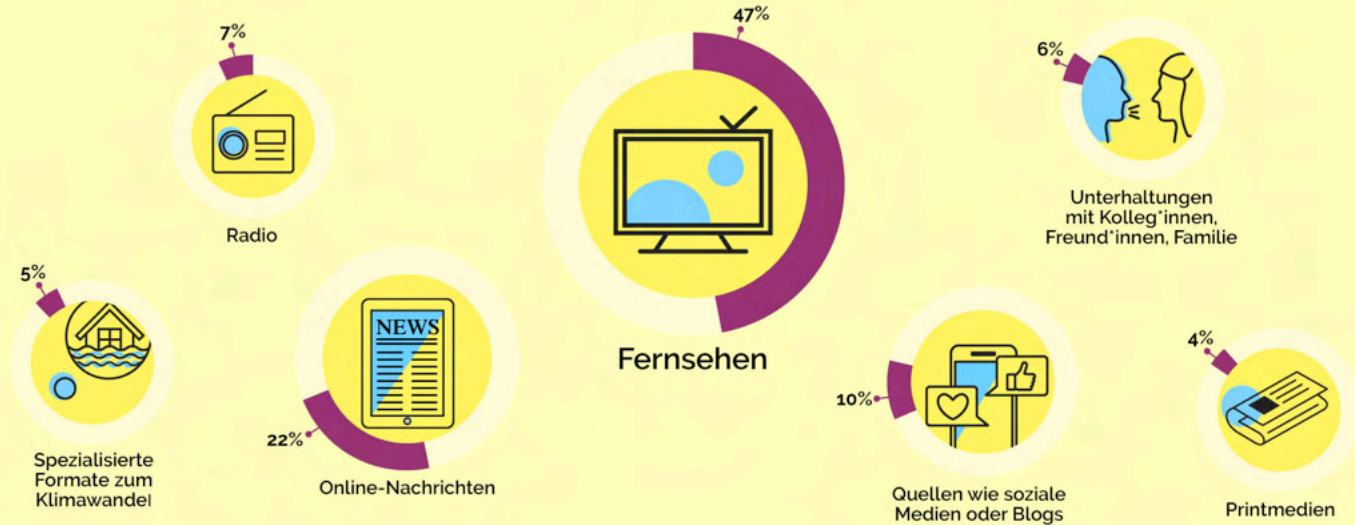 7%
Radio
47%
Fernsehen
6%
Unterhaltungen
mit Kolleg*innen,
Freund*innen, Familie
5%
Spezialisierte
Formate zum
Klimawandel
NEWS
22%
Online-Nachrichten
10%
Quellen wie soziale
Medien oder Blogs
4%
Printmedien